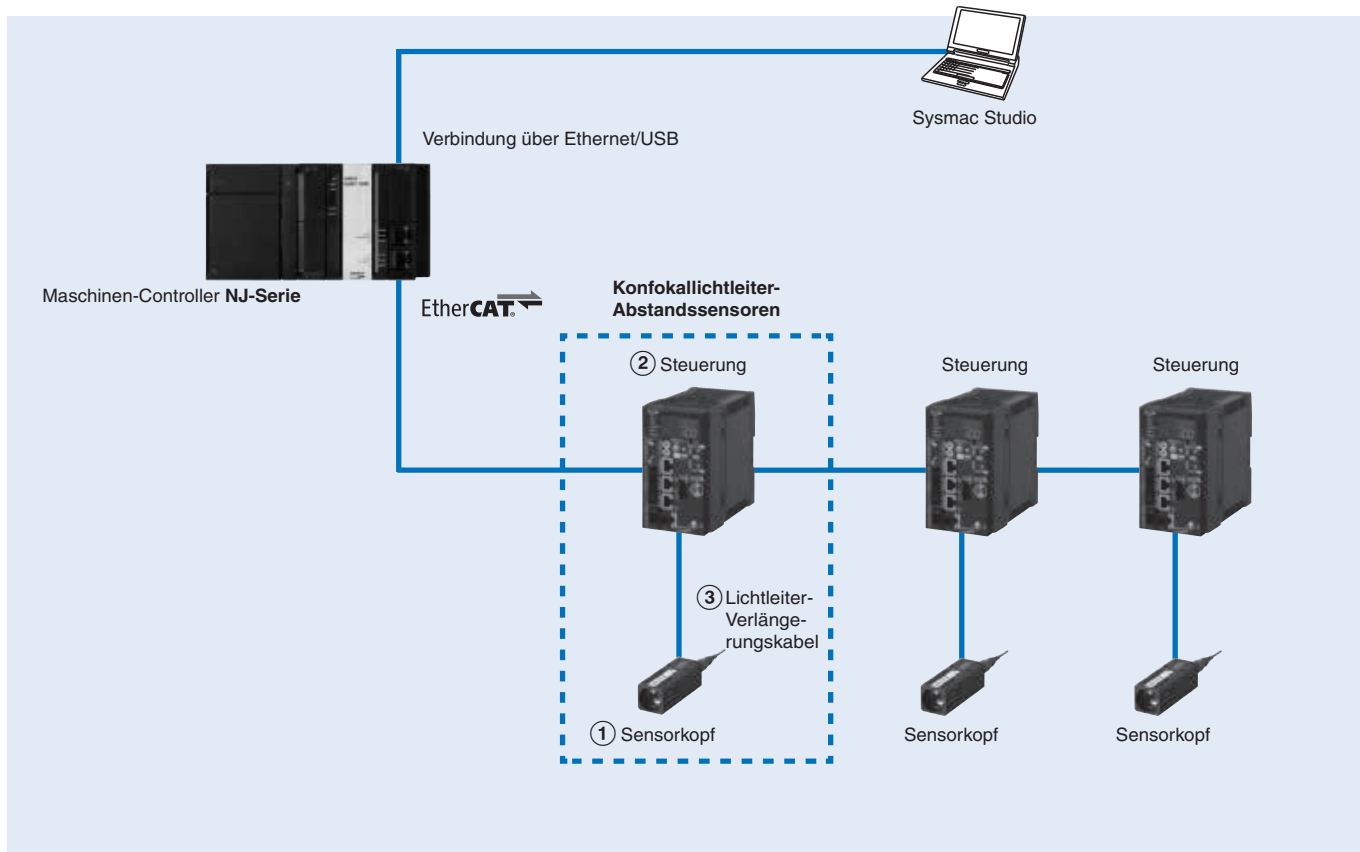 Sysmac Studio
Verbindung über Ethernet/USB
Maschinen-Controller NJ-Serie
EtherCAT®
Konfokallichtleiter-
Abstandssensoren
2 Steuerung
Steuerung
Steuerung
3 Lichtleiter-
Verlänge-
rungskabel
1 Sensorkopf
Sensorkopf
Sensorkopf